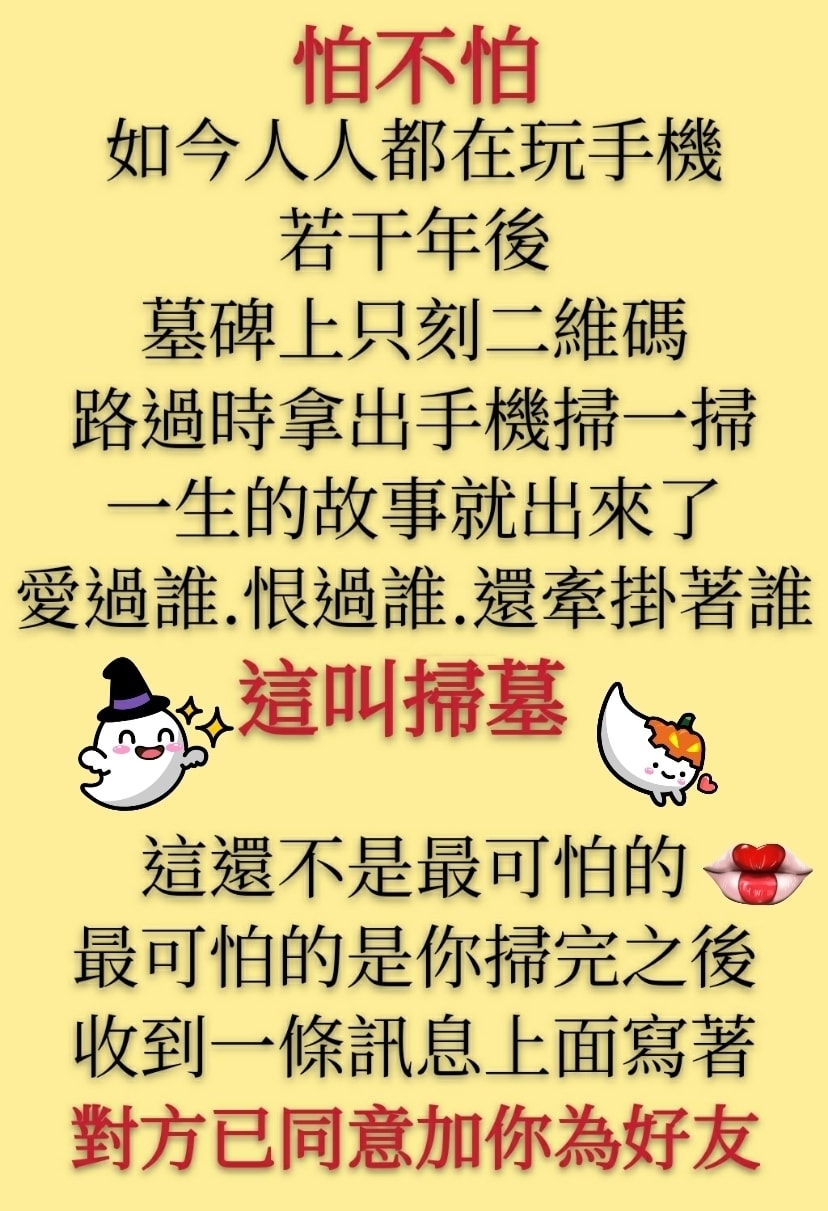 怕不怕
如今人人都在玩手機
若干年後
墓碑上只刻二維碼
路過時拿出手機掃一掃
一生的故事就出來了
愛過誰.恨過誰.還牽掛著誰
這叫掃墓
這還不是最可怕的
最可怕的是你掃完之後
收到一條訊息上面寫著
對方已同意加你為好友